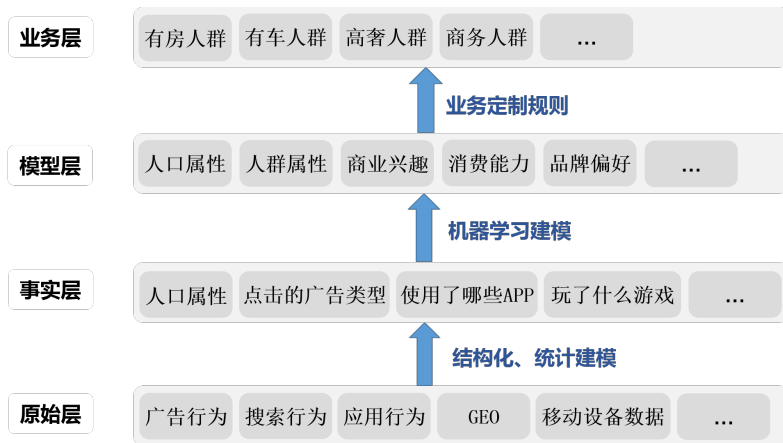 业务层 有房人群 有车人群 高奢人群 商务人群 ...
业务定制规则
模型层 人口属性 人群属性 商业兴趣 消费能力 品牌偏好 ...
机器学习建模
事实层 人口属性 点击的广告类型 使用了哪些APP 玩了什么游戏 ...
结构化、统计建模
原始层 广告行为 搜索行为 应用行为 GEO 移动设备数据 ...